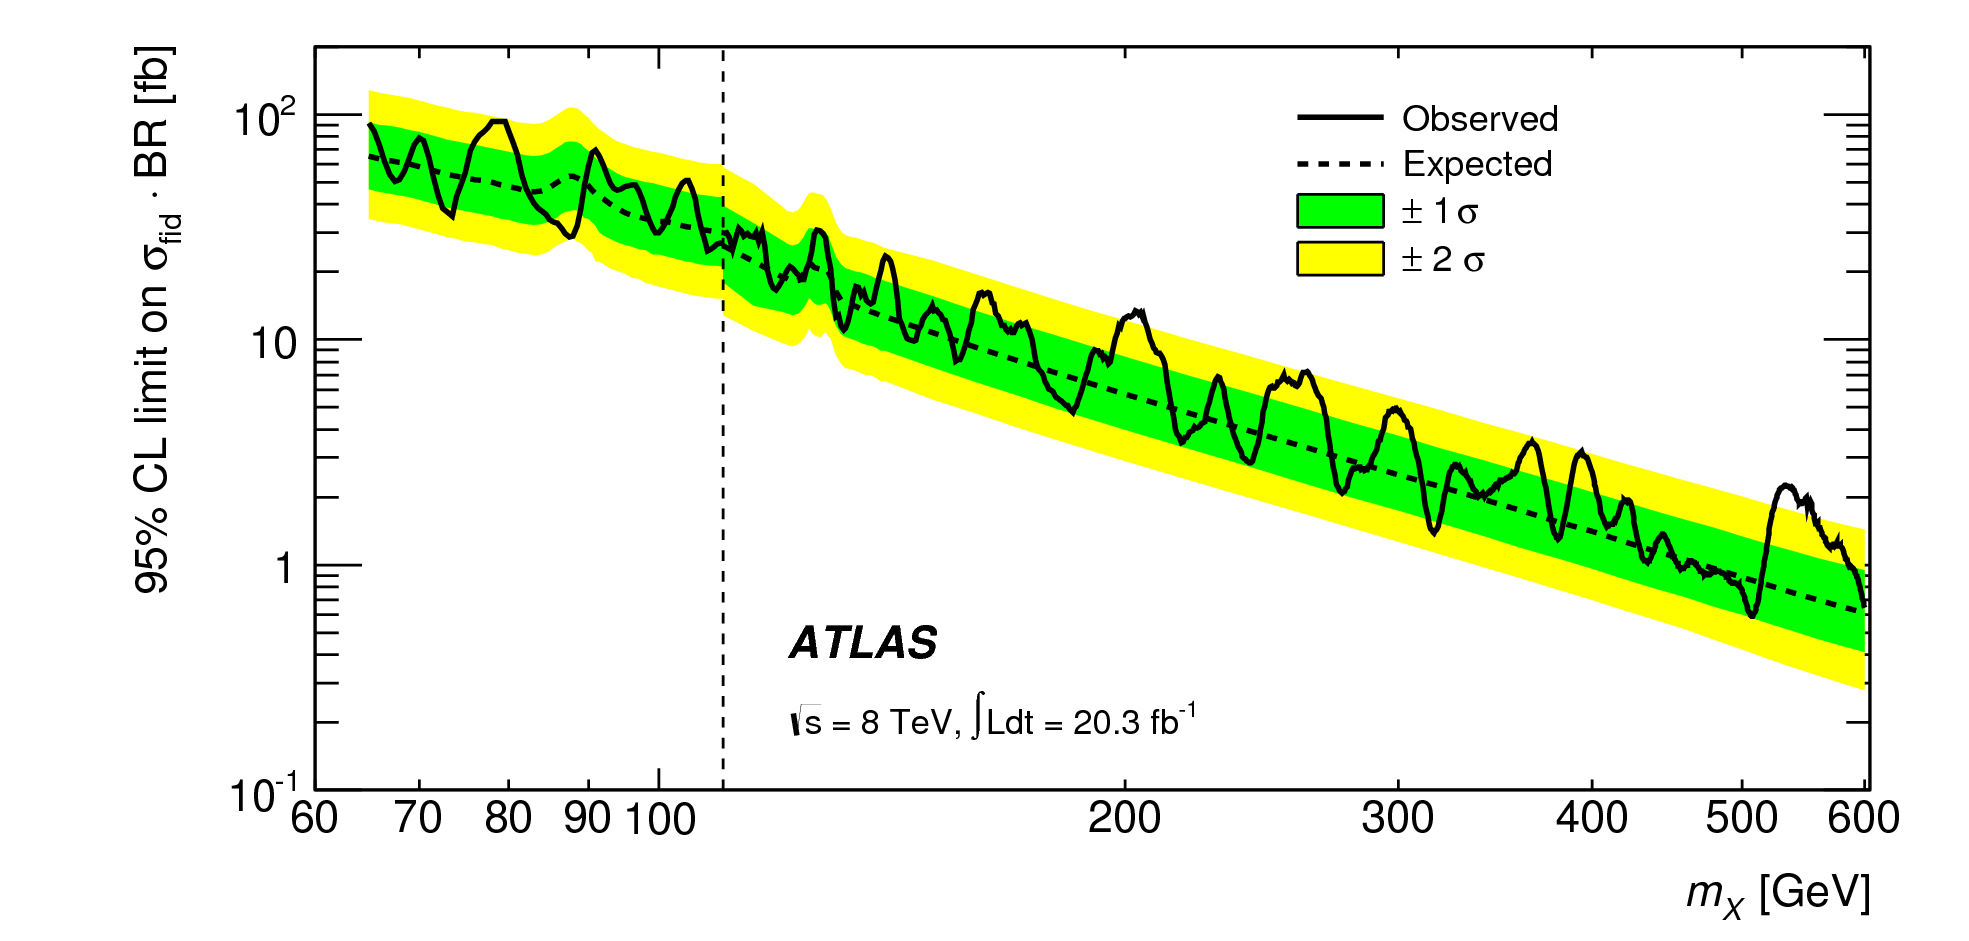 95% CL limit on σ_fid · BR [fb]
10²
10
1
10⁻¹
Observed
Expected
± 1 σ
± 2 σ
ATLAS
√s = 8 TeV, ∫Ldt = 20.3 fb⁻¹
60 70 80 90 100 200 300 400 500 600
m_X [GeV]